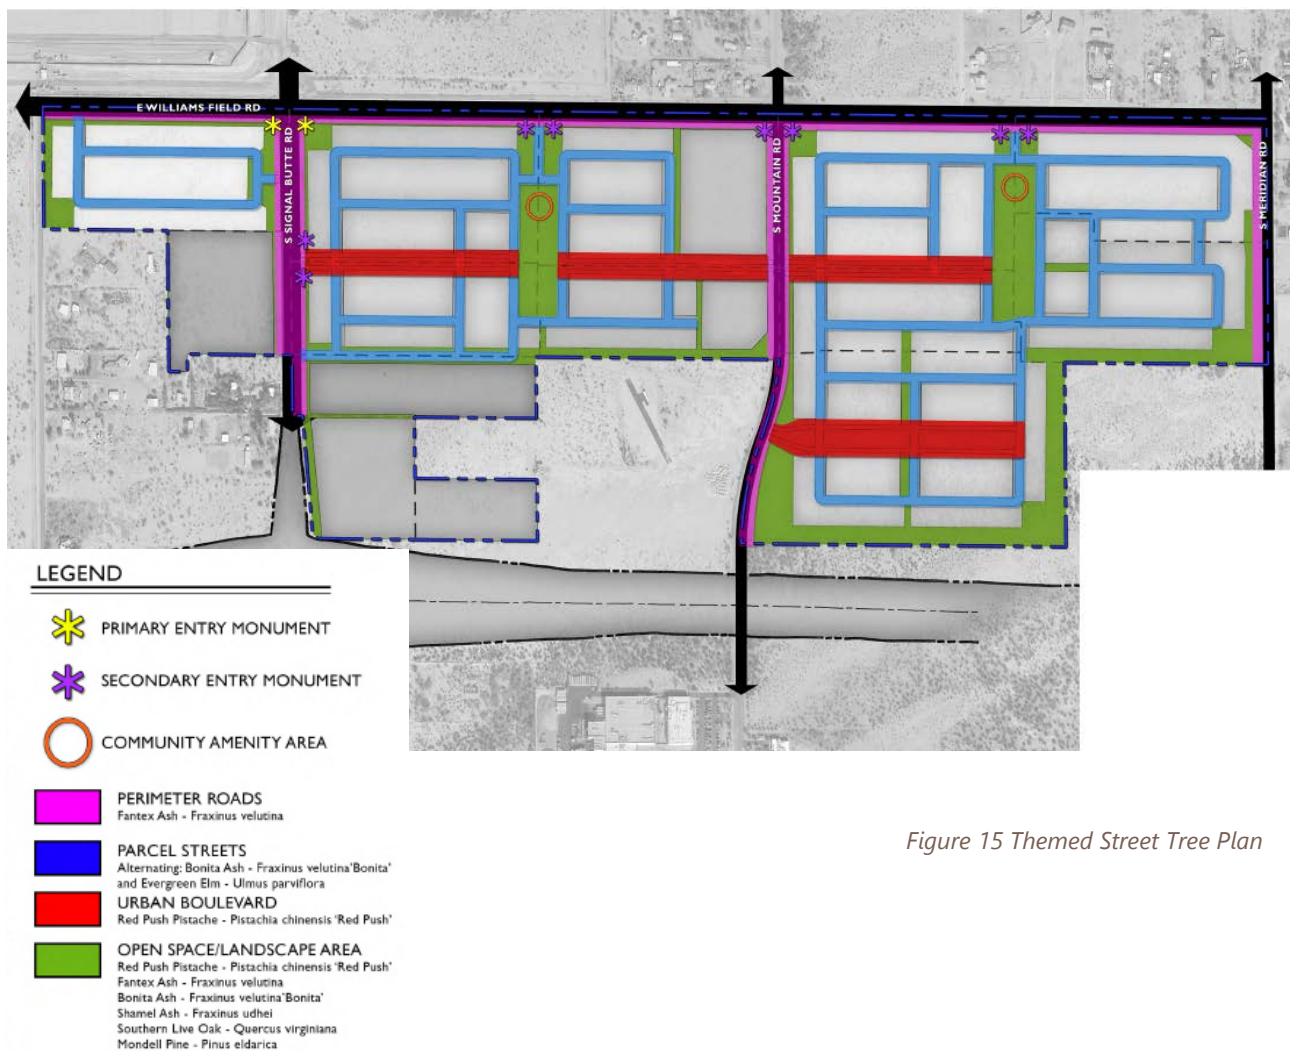 E WILLIAMS FIELD RD
S SIGNAL BUTTE RD
S MOUNTAIN RD
S MERIDIAN RD
LEGEND
PRIMARY ENTRY MONUMENT
SECONDARY ENTRY MONUMENT
COMMUNITY AMENITY AREA
PERIMETER ROADS
Fantex Ash - Fraxinus velutina
PARCEL STREETS
Alternating: Bonita Ash - Fraxinus velutina'Bonita'
and Evergreen Elm - Ulmus parviflora
URBAN BOULEVARD
Red Push Pistache - Pistachia chinensis 'Red Push'
OPEN SPACE/LANDSCAPE AREA
Red Push Pistache - Pistachia chinensis 'Red Push'
Fantex Ash - Fraxinus velutina
Bonita Ash - Fraxinus velutina'Bonita'
Shamel Ash - Fraxinus udhei
Southern Live Oak - Quercus virginiana
Mondell Pine - Pinus eldarica
Figure 15 Themed Street Tree Plan